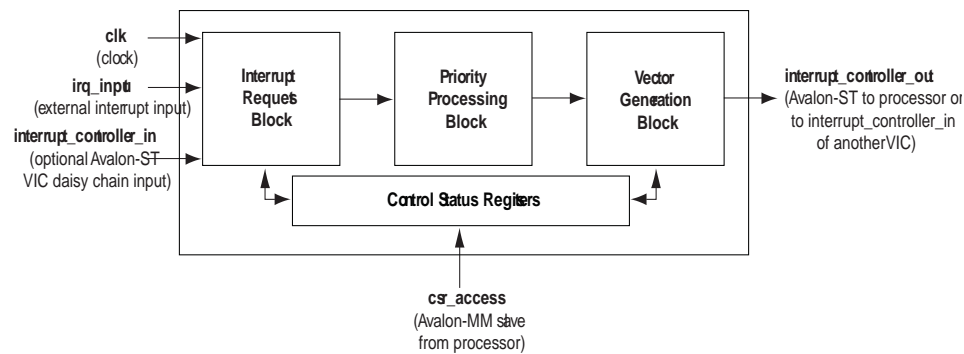 clk
(clock)
irq_input
(external interrupt input)
interrupt_controller_in
(optional Avalon-ST
VIC daisy chain input)
Interrupt
Request
Block
Priority
Processing
Block
Vector
Generation
Block
Control Status Registers
interrupt_controller_out
(Avalon-ST to processor or
to interrupt_controller_in
of another VIC)
csr_access
(Avalon-MM slave
from processor)